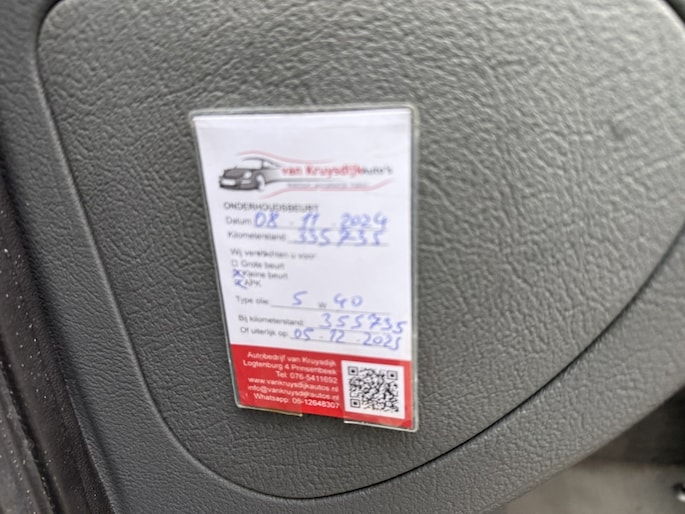 van Kruysdijkauto's
ONDERHOUDSBEURT
Datum 08 . 11 . 2024
Kilometerstand: 335735
Wij verwachten u voor:
Grote beurt
Kleine beurt
APK
Type olie: 5 W 40
Bij kilometerstand: 355735
Of uiterlijk op: 05 . 12 . 2025
Autobedrijf van Kruysdijk
Logtenburg 4 Prinsenbeek
Tel: 076-5411692
www.vankruysdijkautos.nl
info@vankruysdijkautos.nl
Whatsapp: 06-12648307